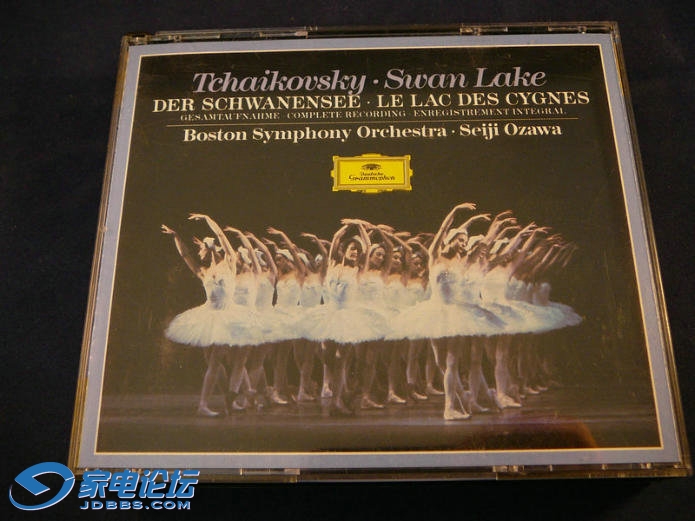 Tchaikovsky · Swan Lake
DER SCHWANENSEE · LE LAC DES CYGNES
GESAMTAUFNAHME · COMPLETE RECORDING · ENREGISTREMENT INTEGRAL
Boston Symphony Orchestra · Seiji Ozawa
Deutsche
Grammophon
家电论坛
JDBBS.COM